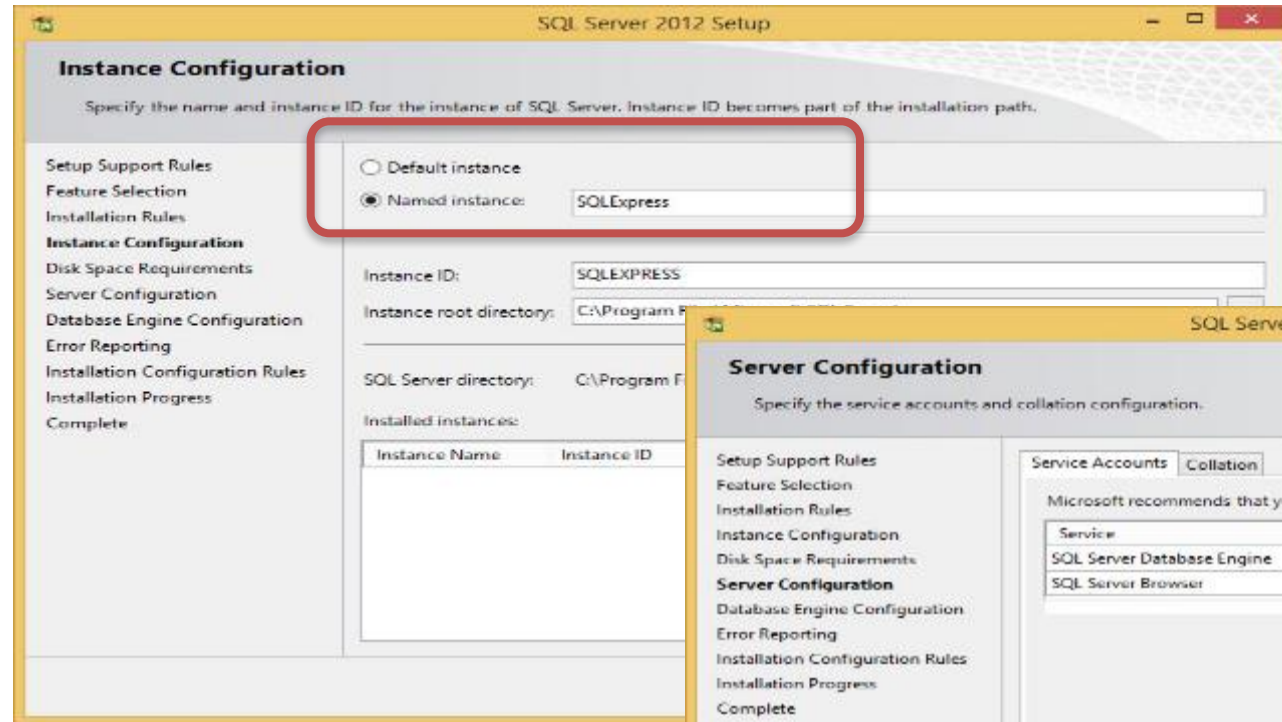 SQL Server 2012 Setup
Instance Configuration
Specify the name and instance ID for the instance of SQL Server. Instance ID becomes part of the installation path.
Setup Support Rules
Feature Selection
Installation Rules
Instance Configuration
Disk Space Requirements
Server Configuration
Database Engine Configuration
Error Reporting
Installation Configuration Rules
Installation Progress
Complete
Default instance
Named instance: SQLExpress
Instance ID: SQLEXPRESS
Instance root directory: C:\Program
SQL Server directory: C:\Program
Installed instances:
Instance Name Instance ID
SQL
Server Configuration
Specify the service accounts and collation configuration.
Setup Support Rules
Feature Selection
Installation Rules
Instance Configuration
Disk Space Requirements
Server Configuration
Database Engine Configuration
Error Reporting
Installation Configuration Rules
Installation Progress
Complete
Service Accounts Collation
Microsoft recommends that
Service
SQL Server Database Engine
SQL Server Browser